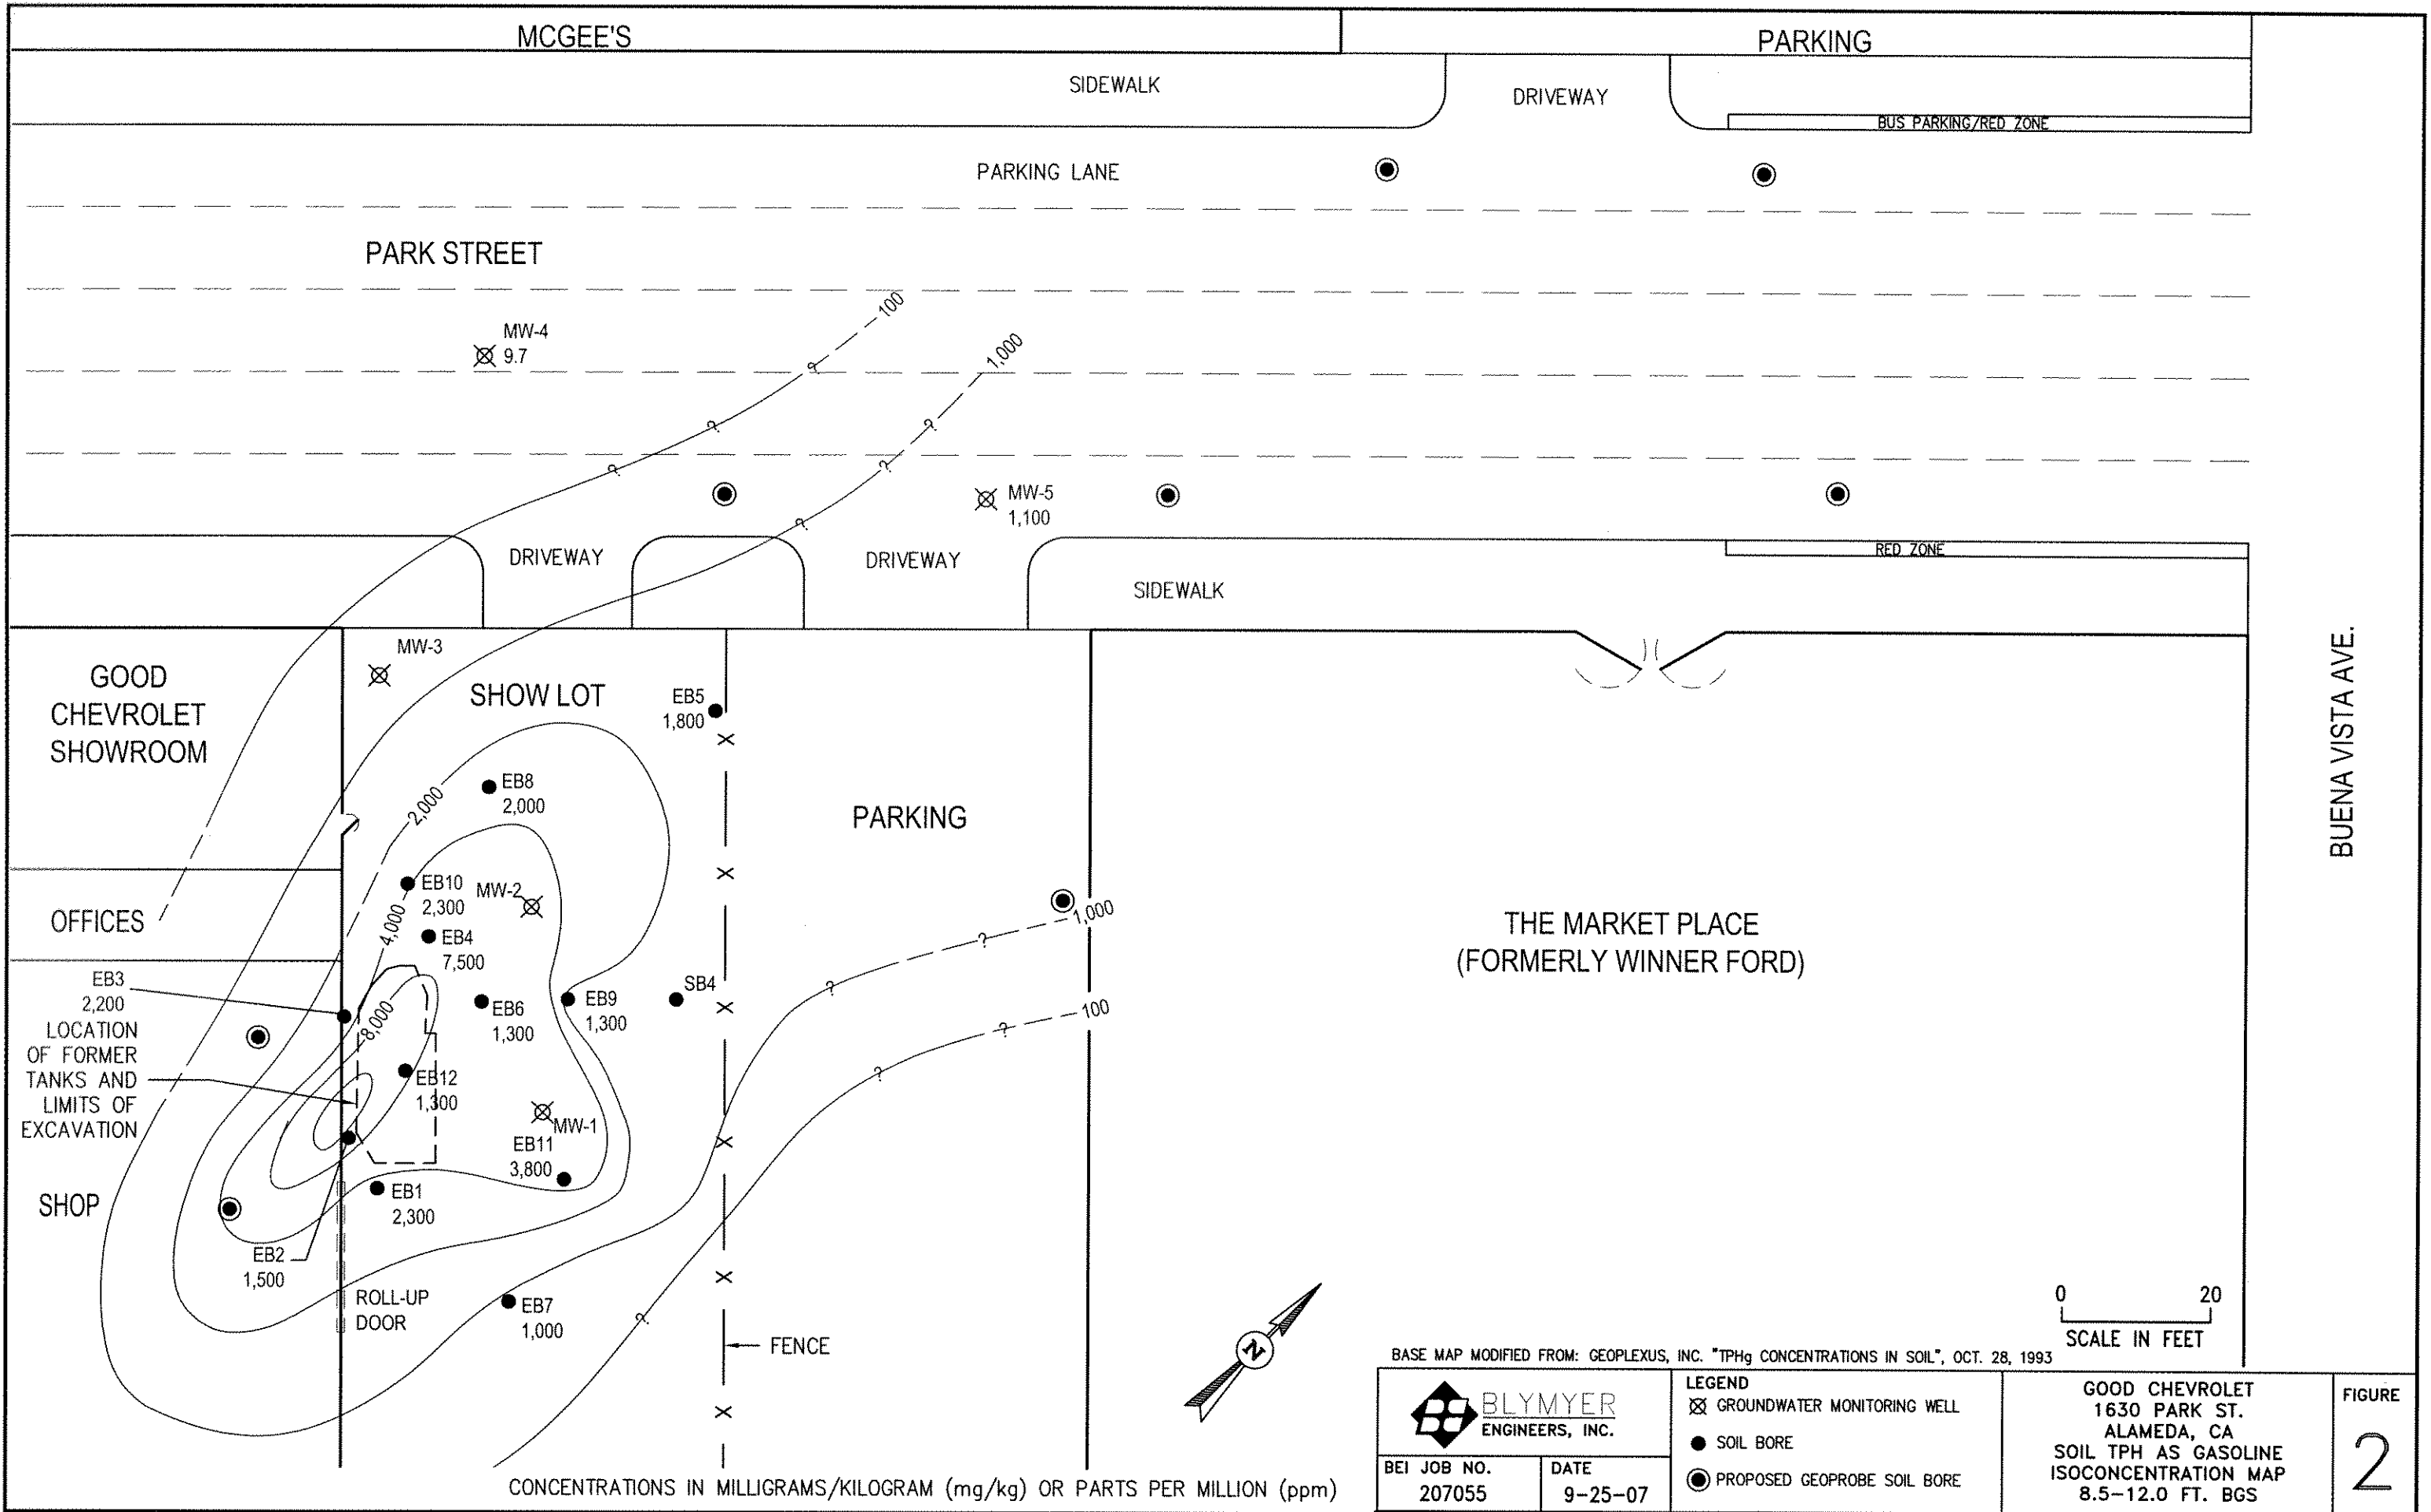 MCGEE'S
PARKING
SIDEWALK
DRIVEWAY
BUS PARKING/RED ZONE
PARKING LANE
PARK STREET
100
MW-4
9.7
1,000
?
?
?
?
?
?
MW-5
1,100
DRIVEWAY
DRIVEWAY
RED ZONE
SIDEWALK
BUENA VISTA AVE.
MW-3
GOOD
CHEVROLET
SHOWROOM
SHOW LOT
EB5
1,800
X
EB8
2,000
2,000
PARKING
X
EB10
2,300
MW-2
4,000
OFFICES
1,000
THE MARKET PLACE
(FORMERLY WINNER FORD)
EB4
7,500
?
EB3
2,200
SB4
?
EB9
1,300
EB6
1,300
X
100
?
8,000
LOCATION
OF FORMER
TANKS AND
LIMITS OF
EXCAVATION
EB12
1,300
?
MW-1
X
EB11
3,800
SHOP
EB1
2,300
EB2
1,500
X
ROLL-UP
DOOR
EB7
1,000
?
FENCE
X
N
0 20
SCALE IN FEET
BASE MAP MODIFIED FROM: GEOPLEXUS, INC. "TPHg CONCENTRATIONS IN SOIL", OCT. 28, 1993
CONCENTRATIONS IN MILLIGRAMS/KILOGRAM (mg/kg) OR PARTS PER MILLION (ppm)
BLYMYER
ENGINEERS, INC.
BEI JOB NO.
207055
DATE
9-25-07
LEGEND
GROUNDWATER MONITORING WELL
SOIL BORE
PROPOSED GEOPROBE SOIL BORE
GOOD CHEVROLET
1630 PARK ST.
ALAMEDA, CA
SOIL TPH AS GASOLINE
ISOCONCENTRATION MAP
8.5-12.0 FT. BGS
FIGURE
2